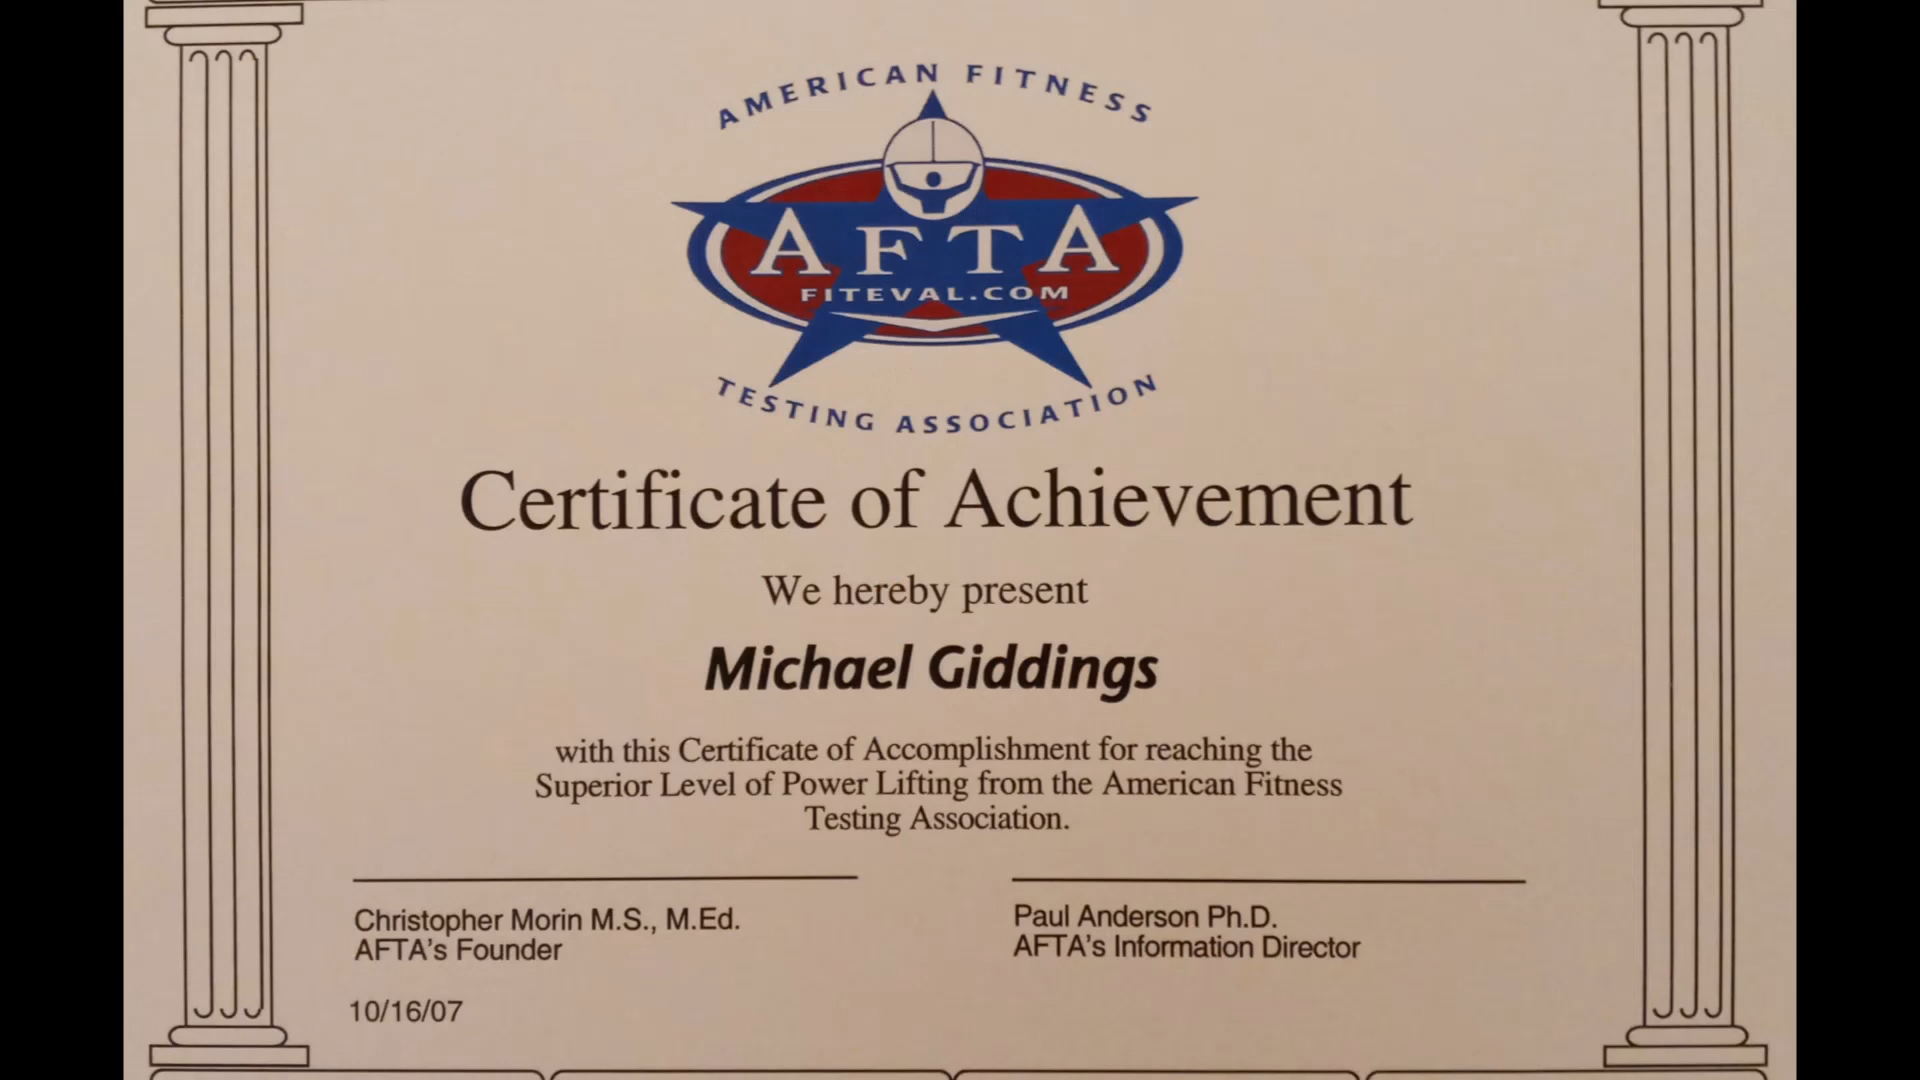 AMERICAN FITNESS
AFTA
FITEVAL.COM
TESTING ASSOCIATION
Certificate of Achievement
We hereby present
Michael Giddings
with this Certificate of Accomplishment for reaching the
Superior Level of Power Lifting from the American Fitness
Testing Association.
Christopher Morin M.S., M.Ed.
AFTA's Founder
Paul Anderson Ph.D.
AFTA's Information Director
10/16/07